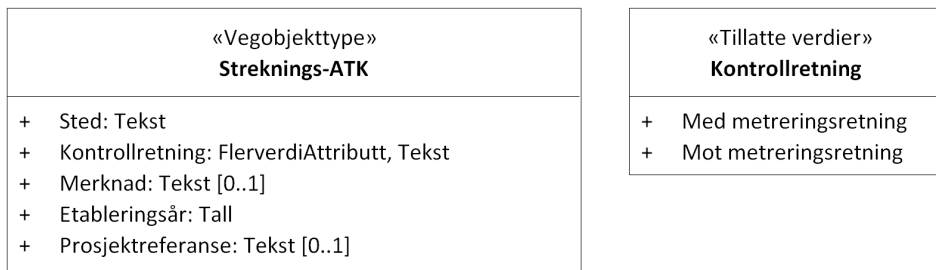 «Vegobjekttype»
Streknings-ATK
+ Sted: Tekst
+ Kontrollretning: FlerverdiAttributt, Tekst
+ Merknad: Tekst [0..1]
+ Etableringsår: Tall
+ Prosjektreferanse: Tekst [0..1]
«Tillatte verdier»
Kontrollretning
+ Med metreringsretning
+ Mot metreringsretning